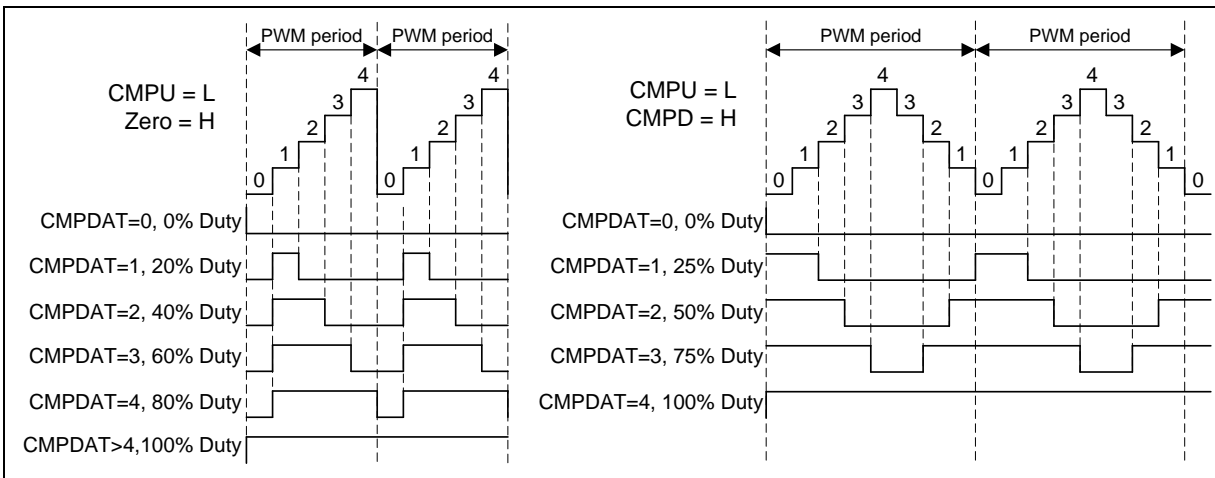 PWM period PWM period
CMPU = L
Zero = H
4 4
3 3
2 2
1 1
0 0
CMPDAT=0, 0% Duty
CMPDAT=1, 20% Duty
CMPDAT=2, 40% Duty
CMPDAT=3, 60% Duty
CMPDAT=4, 80% Duty
CMPDAT>4,100% Duty
PWM period PWM period
CMPU = L
CMPD = H
4 4
3 3 3 3
2 2 2 2
1 1 1 1
0 0 0
CMPDAT=0, 0% Duty
CMPDAT=1, 25% Duty
CMPDAT=2, 50% Duty
CMPDAT=3, 75% Duty
CMPDAT=4, 100% Duty